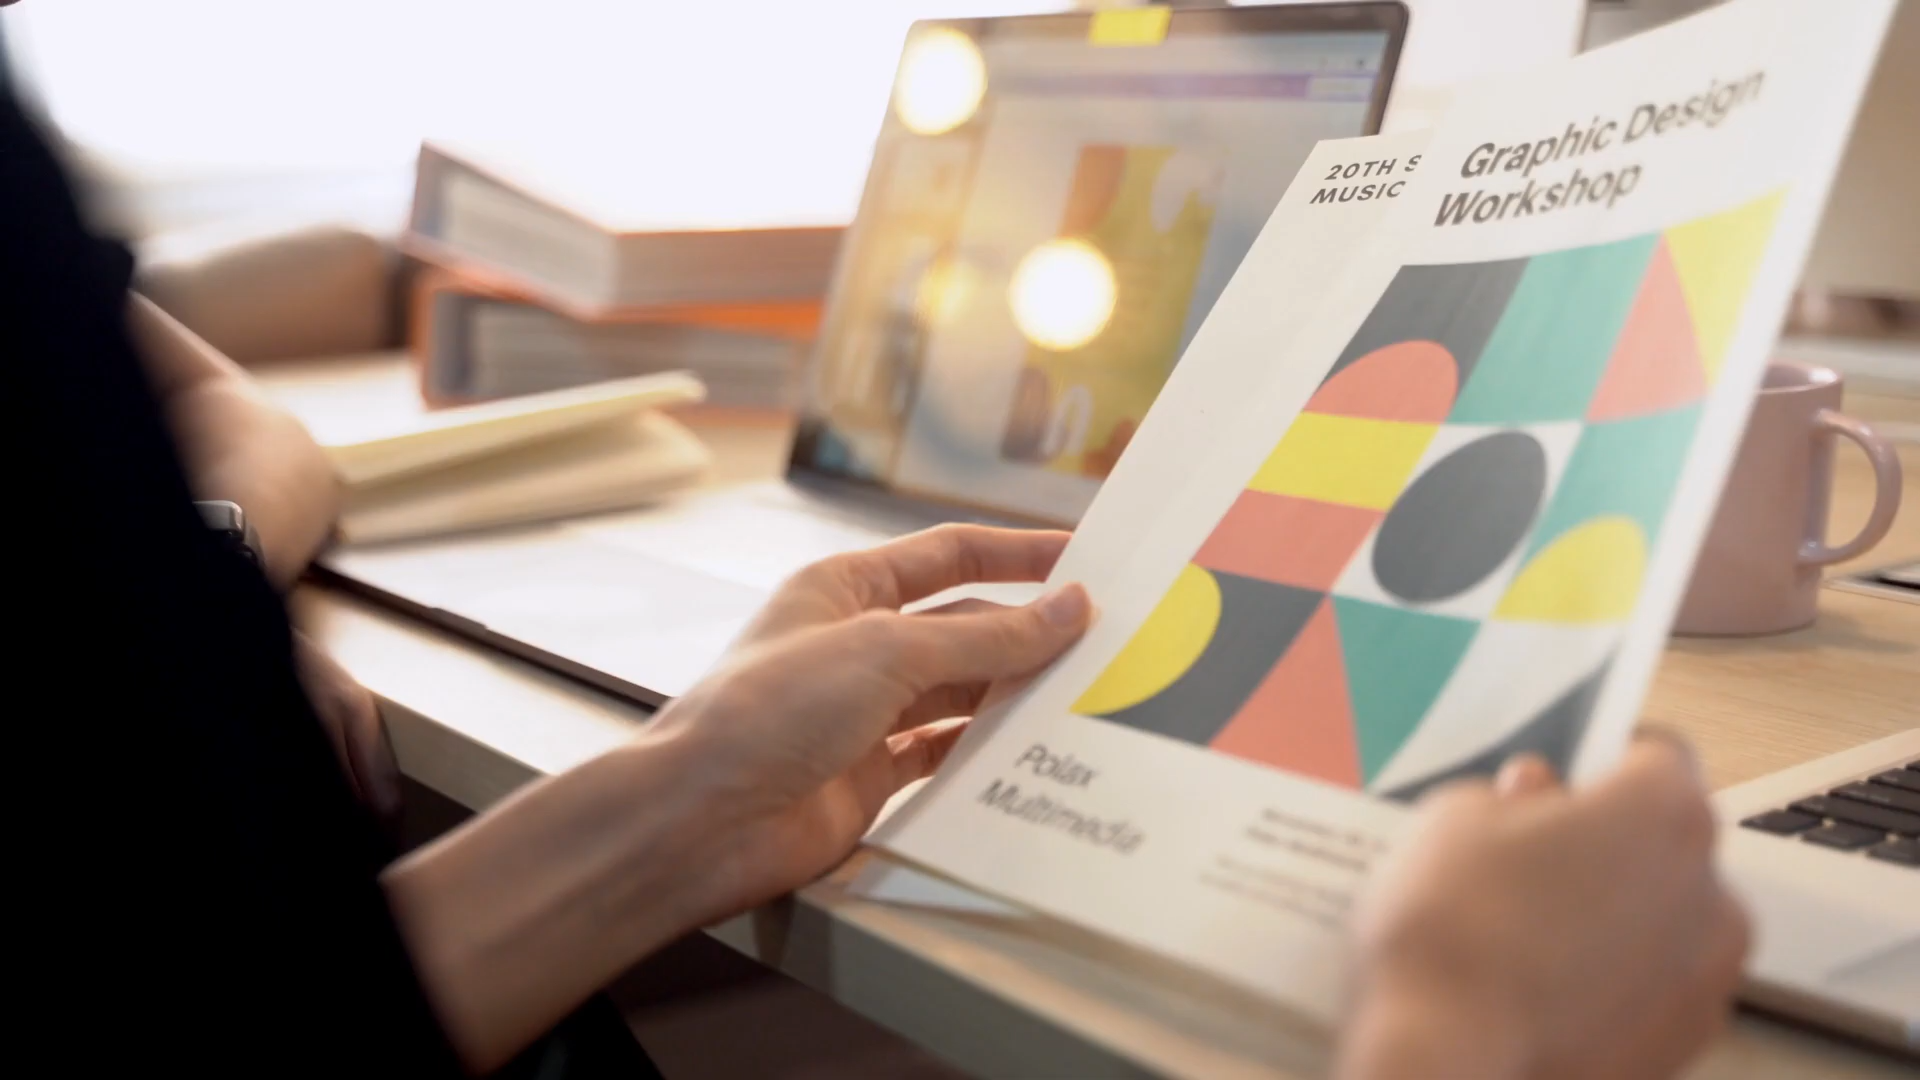 20TH S
MUSIC
Graphic Design
Workshop
Polax
Multimedia